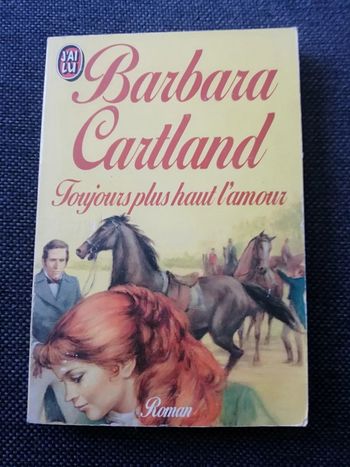 J'AI
LU
Barbara
Cartland
Toujours plus haut l'amour
Roman